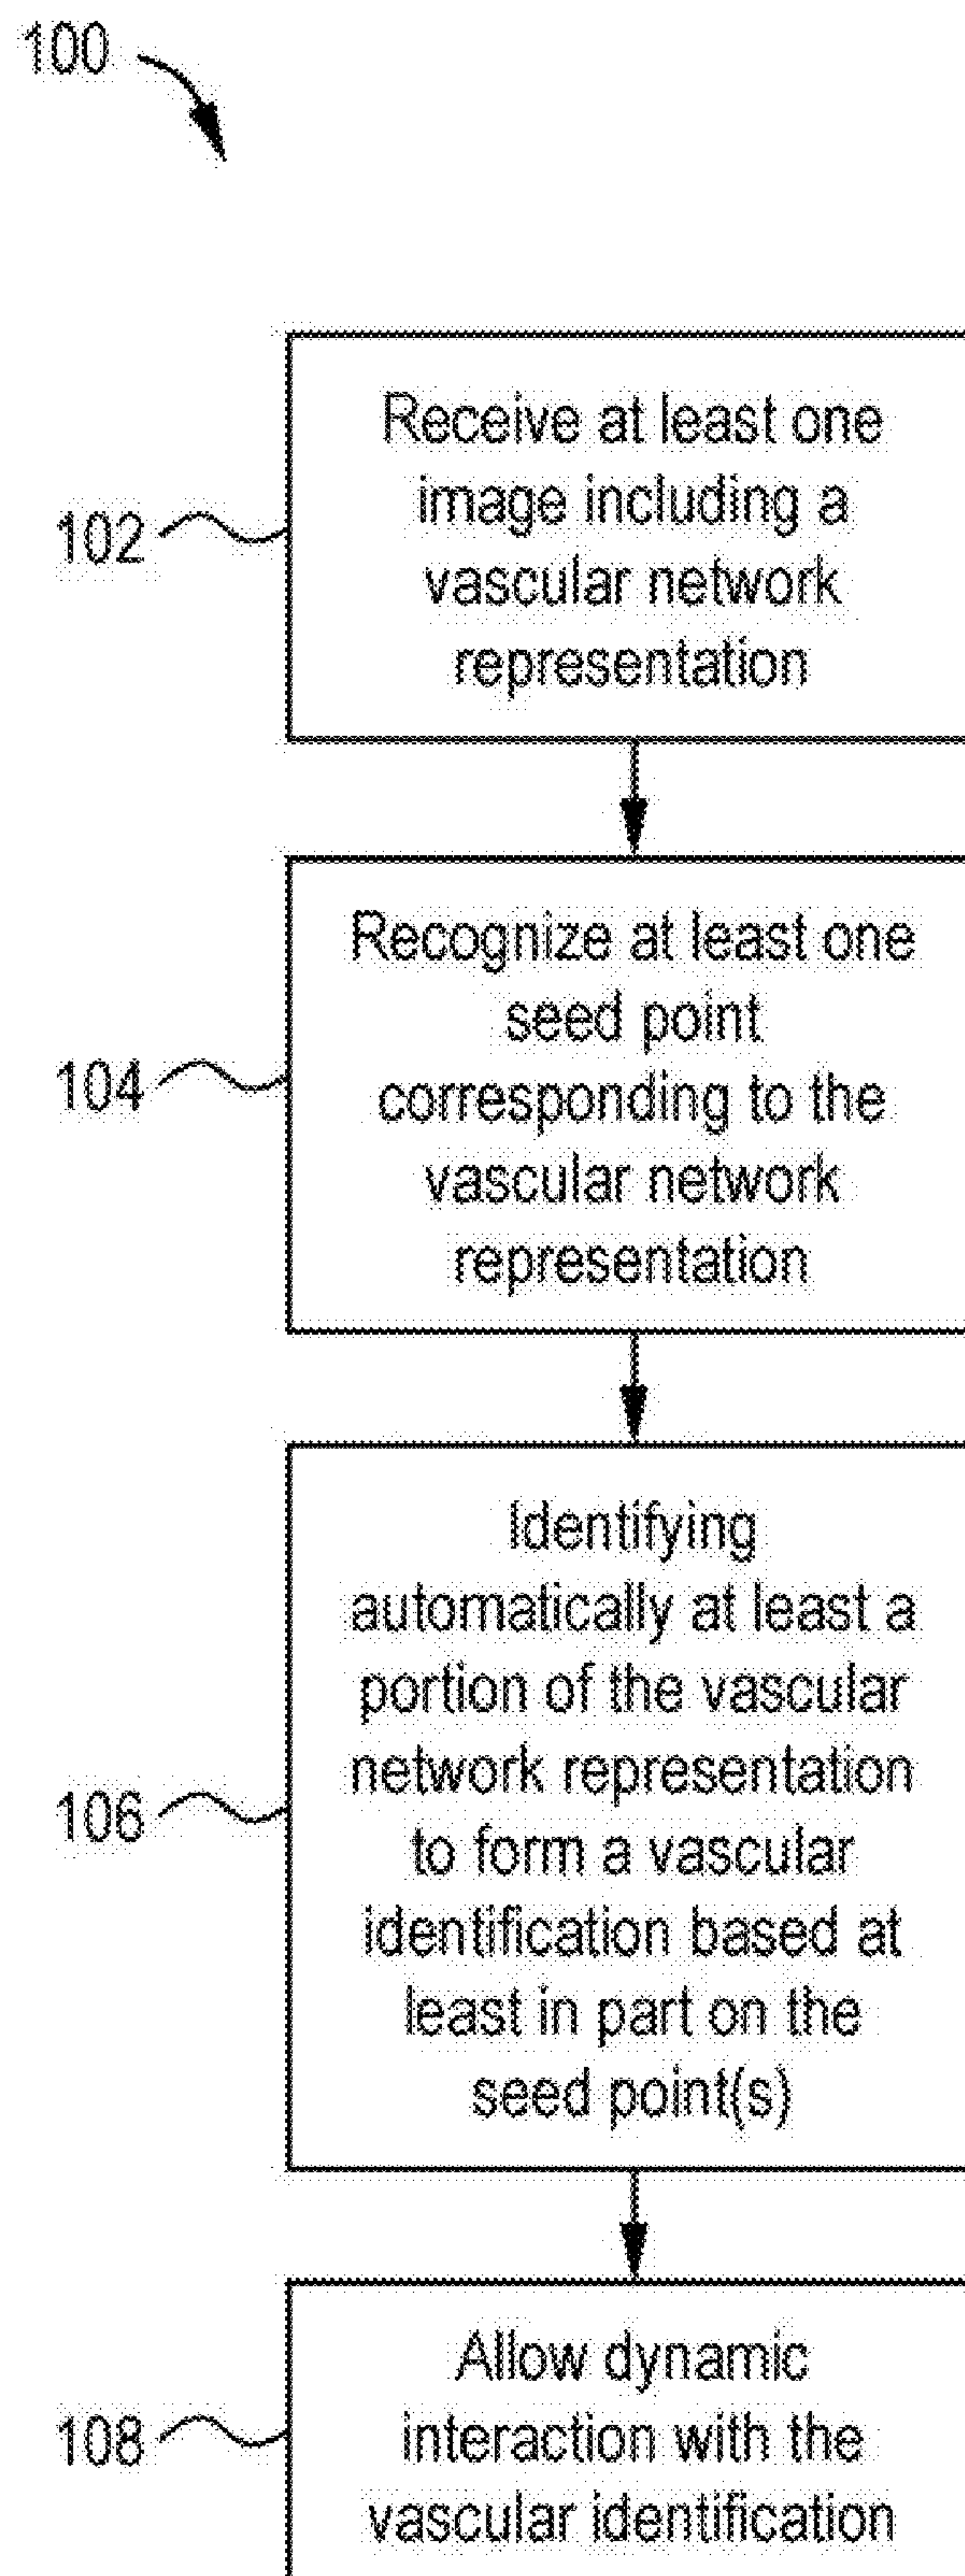 100
Receive at least one
image including a
102
vascular network
representation
Recognize at least one
seed point
104
corresponding to the
vascular network
representation
Identifying
automatically at least a
portion of the vascular
network representation
106
to form a vascular
identification based at
least in part on the
seed point(s)
Allow dynamic
108
interaction with the
vascular identification